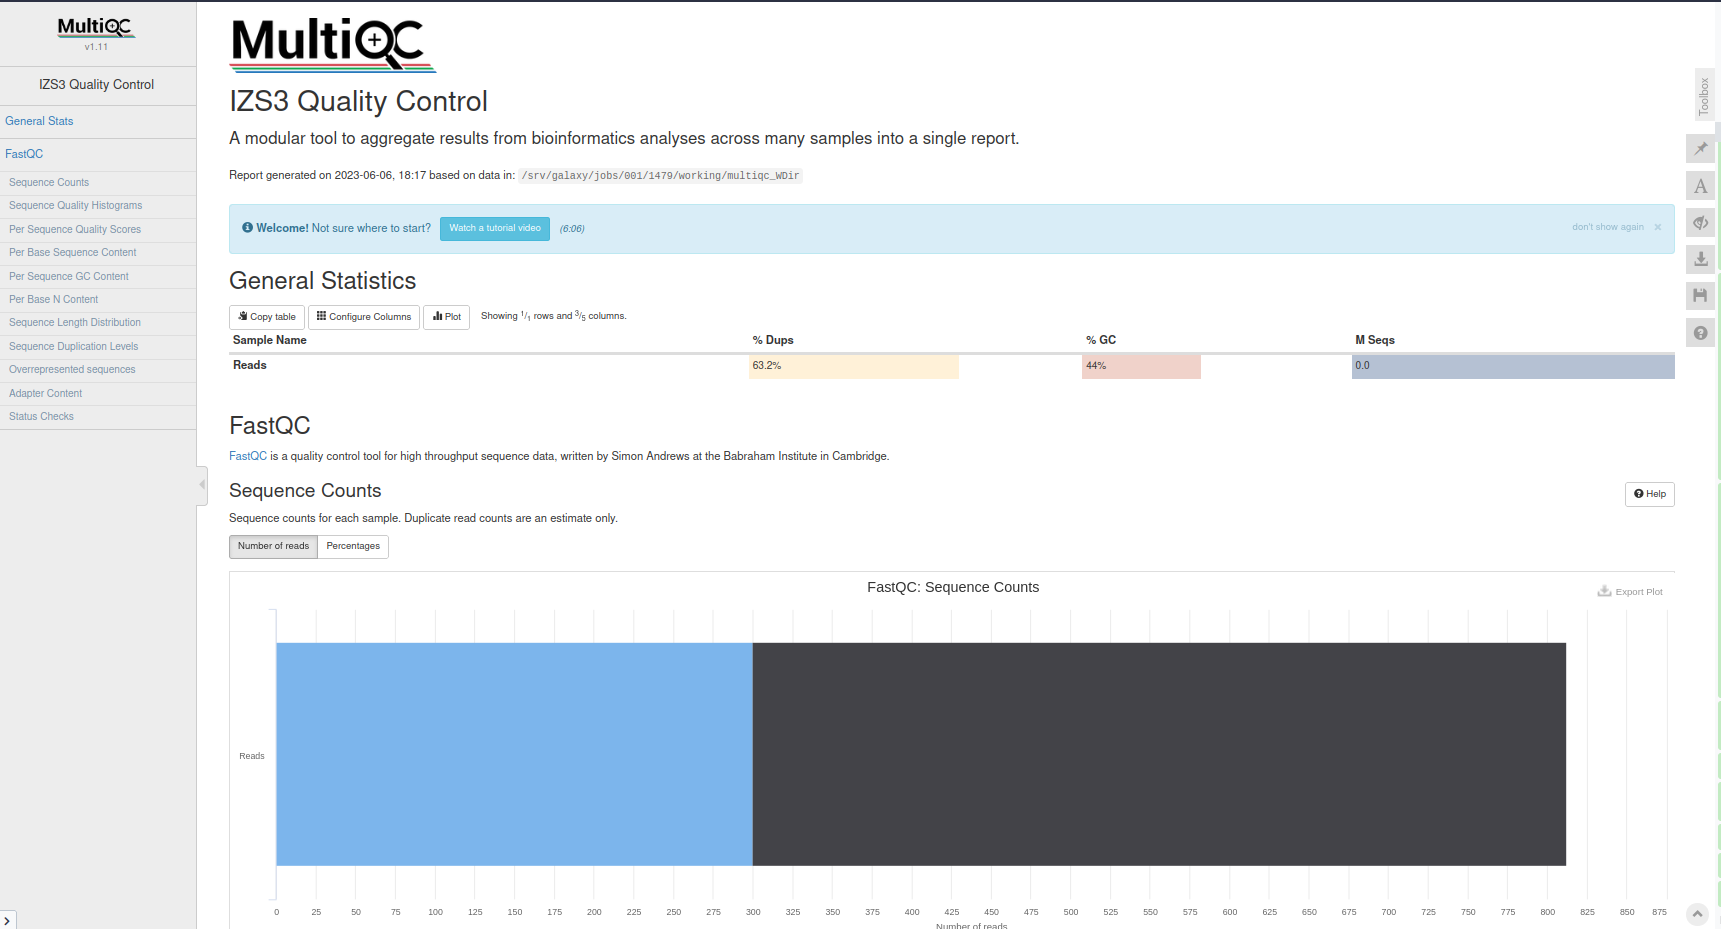 MultiQC
v1.11
IZS3 Quality Control
General Stats
FastQC
Sequence Counts
Sequence Quality Histograms
Per Sequence Quality Scores
Per Base Sequence Content
Per Sequence GC Content
Per Base N Content
Sequence Length Distribution
Sequence Duplication Levels
Overrepresented sequences
Adapter Content
Status Checks
MultiQC
IZS3 Quality Control
A modular tool to aggregate results from bioinformatics analyses across many samples into a single report.
Report generated on 2023-06-06, 18:17 based on data in: /srv/galaxy/jobs/001/1479/working/multiqc_WDir
Welcome! Not sure where to start? Watch a tutorial video (6:06) don't show again ×
General Statistics
Copy table Configure Columns Plot Showing 1/1 rows and 3/5 columns.
Sample Name % Dups % GC M Seqs
Reads 63.2% 44% 0.0
FastQC
FastQC is a quality control tool for high throughput sequence data, written by Simon Andrews at the Babraham Institute in Cambridge.
Sequence Counts
Help
Sequence counts for each sample. Duplicate read counts are an estimate only.
Number of reads Percentages
FastQC: Sequence Counts
Export Plot
Reads
0 25 50 75 100 125 150 175 200 225 250 275 300 325 350 375 400 425 450 475 500 525 550 575 600 625 650 675 700 725 750 775 800 825 850 875
Number of reads
Toolbox
A